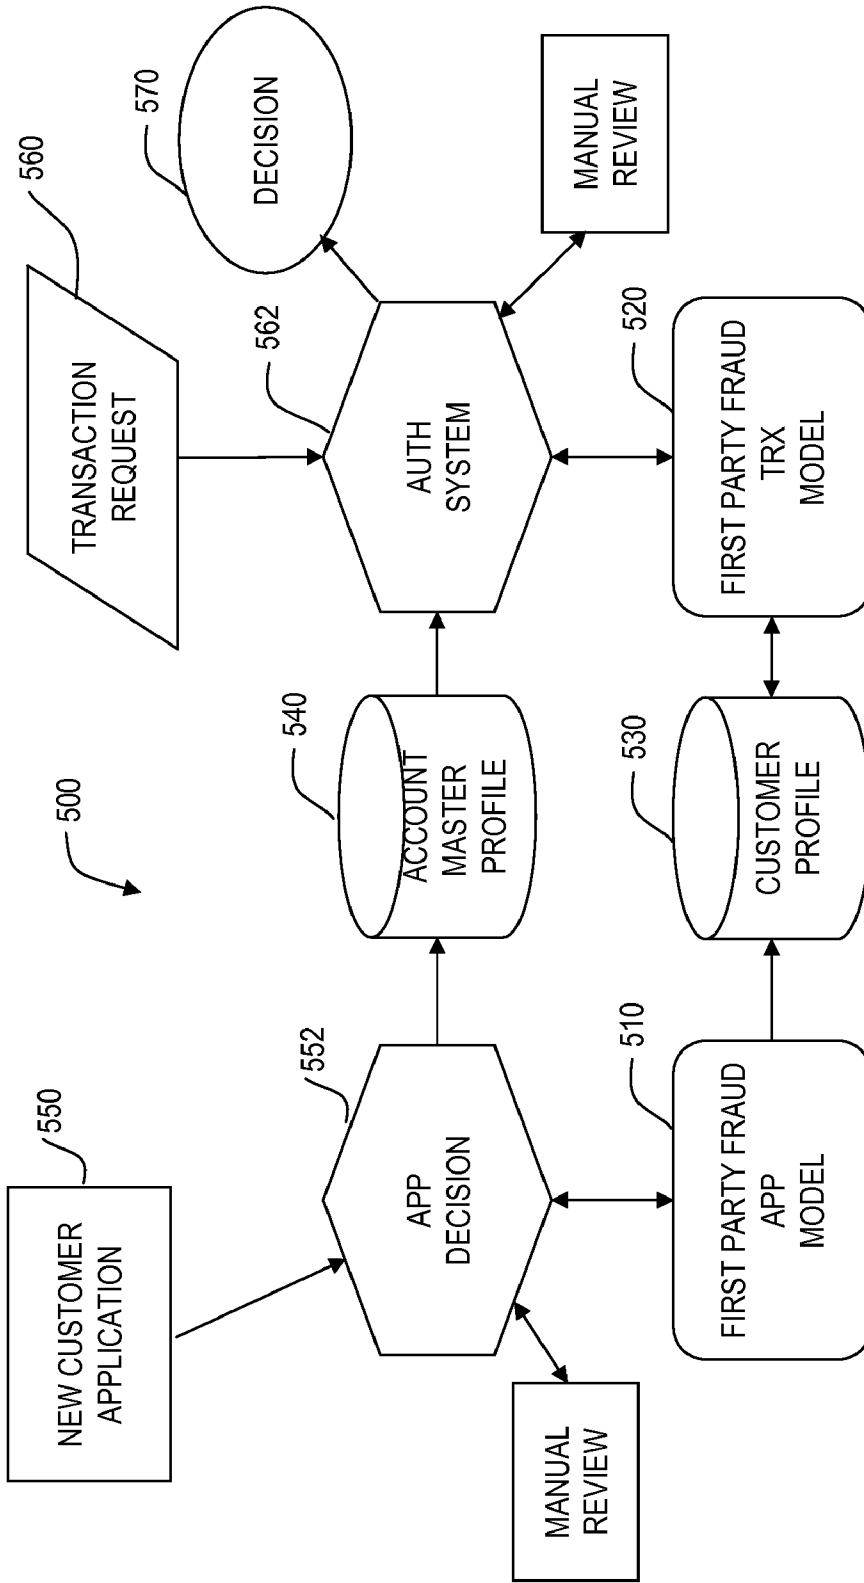 500
550
NEW CUSTOMER
APPLICATION
560
TRANSACTION
REQUEST
570
DECISION
552
APP
DECISION
540
ACCOUNT
MASTER
PROFILE
562
AUTH
SYSTEM
MANUAL
REVIEW
MANUAL
REVIEW
510
FIRST PARTY FRAUD
APP
MODEL
530
CUSTOMER
PROFILE
520
FIRST PARTY FRAUD
TRX
MODEL